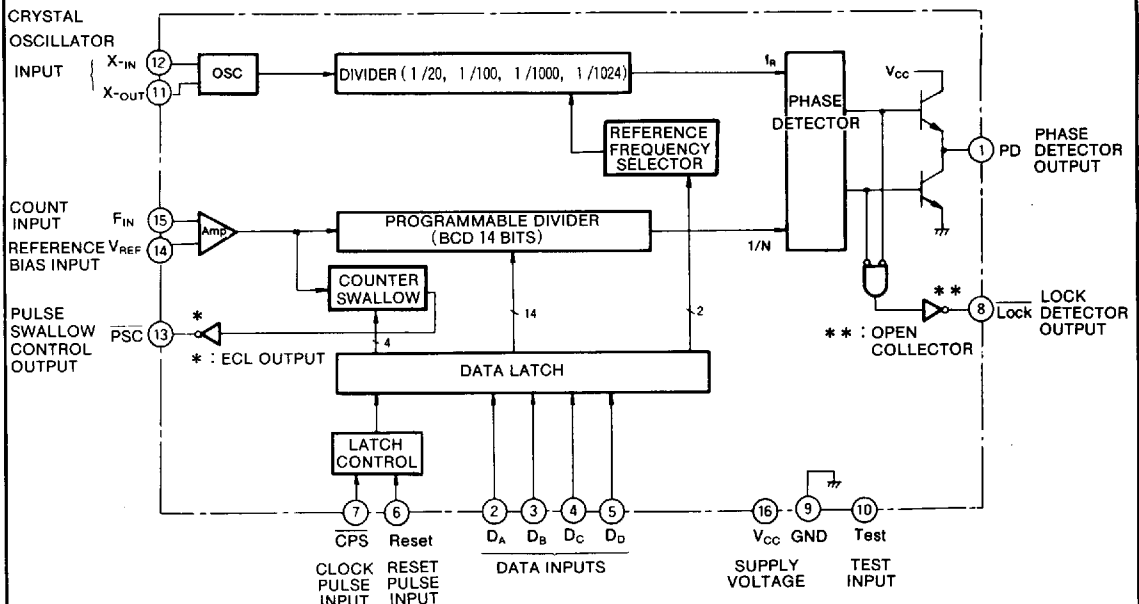 CRYSTAL
OSCILLATOR
INPUT
X-IN
12
X-OUT
11
OSC
DIVIDER (1/20, 1/100, 1/1000, 1/1024)
fR
PHASE
DETECTOR
VCC
1
PD
PHASE
DETECTOR
OUTPUT
REFERENCE
FREQUENCY
SELECTOR
COUNT
INPUT
FIN
15
REFERENCE
BIAS INPUT
VREF
14
Amp
PROGRAMMABLE DIVIDER
(BCD 14 BITS)
1/N
COUNTER
SWALLOW
PULSE
SWALLOW
CONTROL
OUTPUT
P̅S̅C̅
13
*
* : ECL OUTPUT
4
14
2
**
8
L̅o̅c̅k̅
LOCK
DETECTOR
OUTPUT
** : OPEN
COLLECTOR
DATA LATCH
LATCH
CONTROL
7
6
2
3
4
5
16
9
10
C̅P̅S̅
Reset
DA
DB
DC
DD
VCC
GND
Test
CLOCK
PULSE
INPUT
RESET
PULSE
INPUT
DATA INPUTS
SUPPLY
VOLTAGE
TEST
INPUT